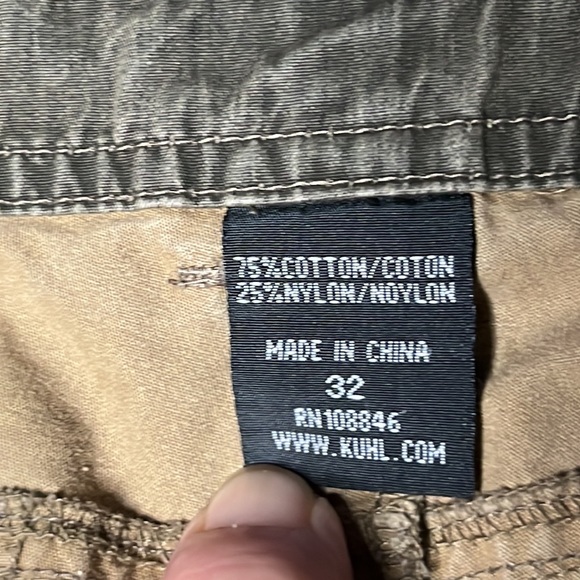 75%COTTON/COTON
25%NYLON/NOYLON
MADE IN CHINA
32
RN108846
WWW.KUHL.COM